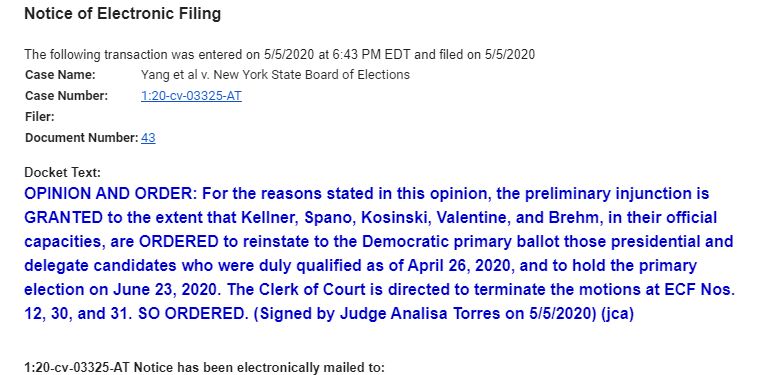 Notice of Electronic Filing
The following transaction was entered on 5/5/2020 at 6:43 PM EDT and filed on 5/5/2020
Case Name: Yang et al v. New York State Board of Elections
Case Number: 1:20-cv-03325-AT
Filer:
Document Number: 43
Docket Text:
OPINION AND ORDER: For the reasons stated in this opinion, the preliminary injunction is
GRANTED to the extent that Kellner, Spano, Kosinski, Valentine, and Brehm, in their official
capacities, are ORDERED to reinstate to the Democratic primary ballot those presidential and
delegate candidates who were duly qualified as of April 26, 2020, and to hold the primary
election on June 23, 2020. The Clerk of Court is directed to terminate the motions at ECF Nos.
12, 30, and 31. SO ORDERED. (Signed by Judge Analisa Torres on 5/5/2020) (jca)
1:20-cv-03325-AT Notice has been electronically mailed to: